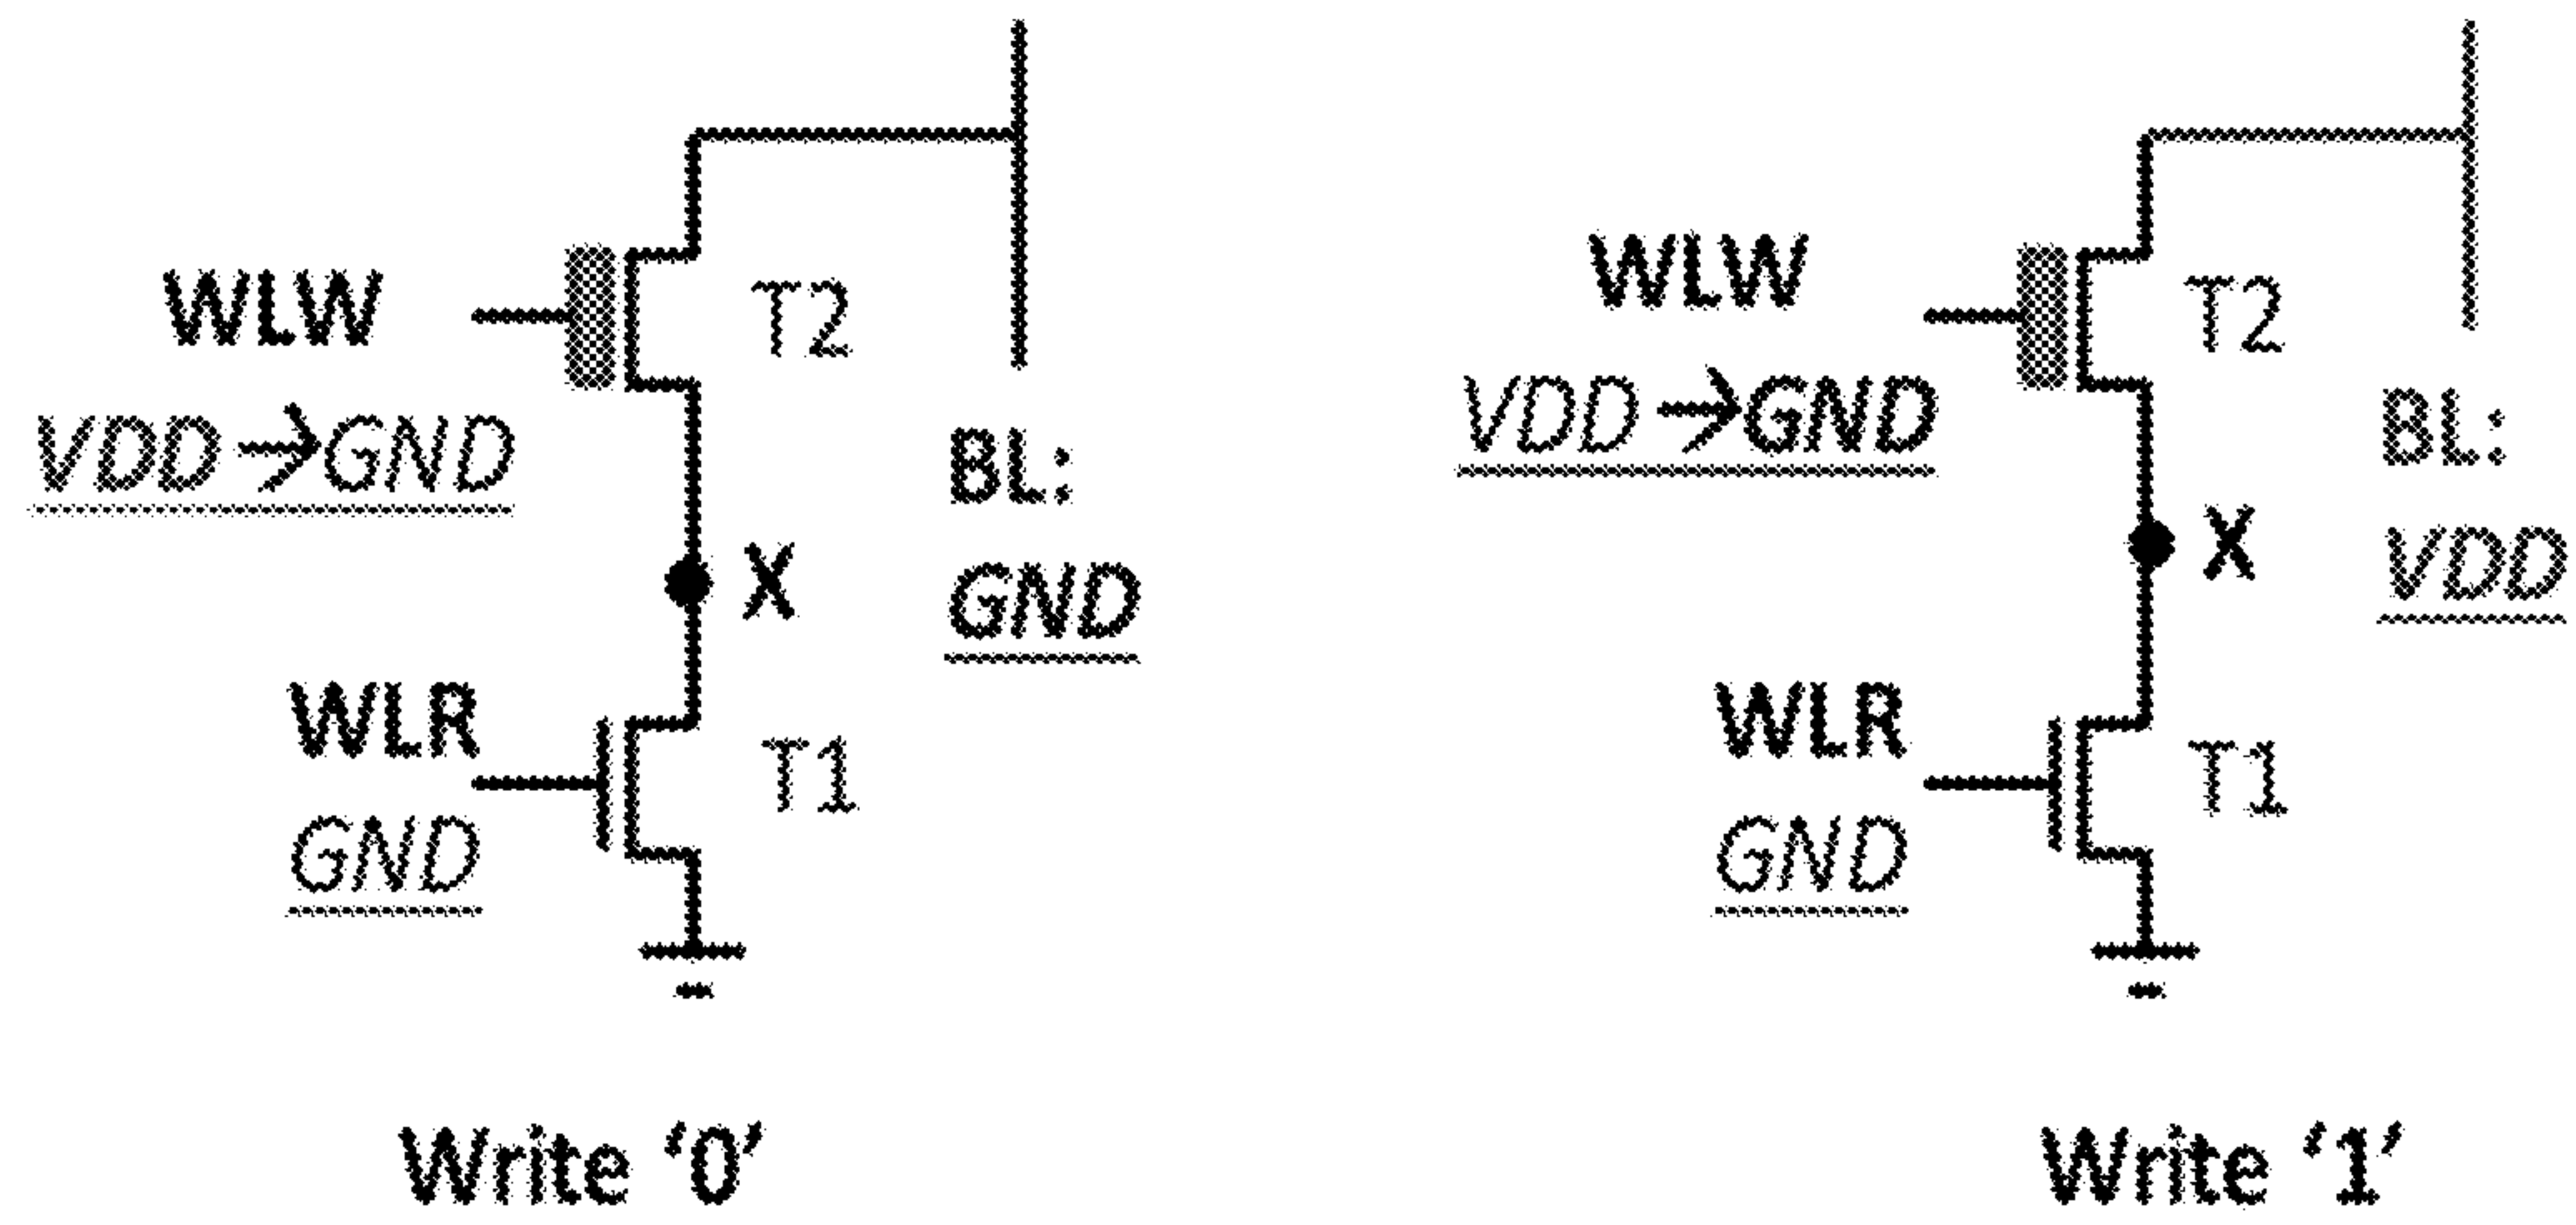 WLW
VDD→GND
T2
BL:
GND
X
WLR
GND
T1
Write ‘0’
WLW
VDD→GND
T2
BL:
VDD
X
WLR
GND
T1
Write ‘1’